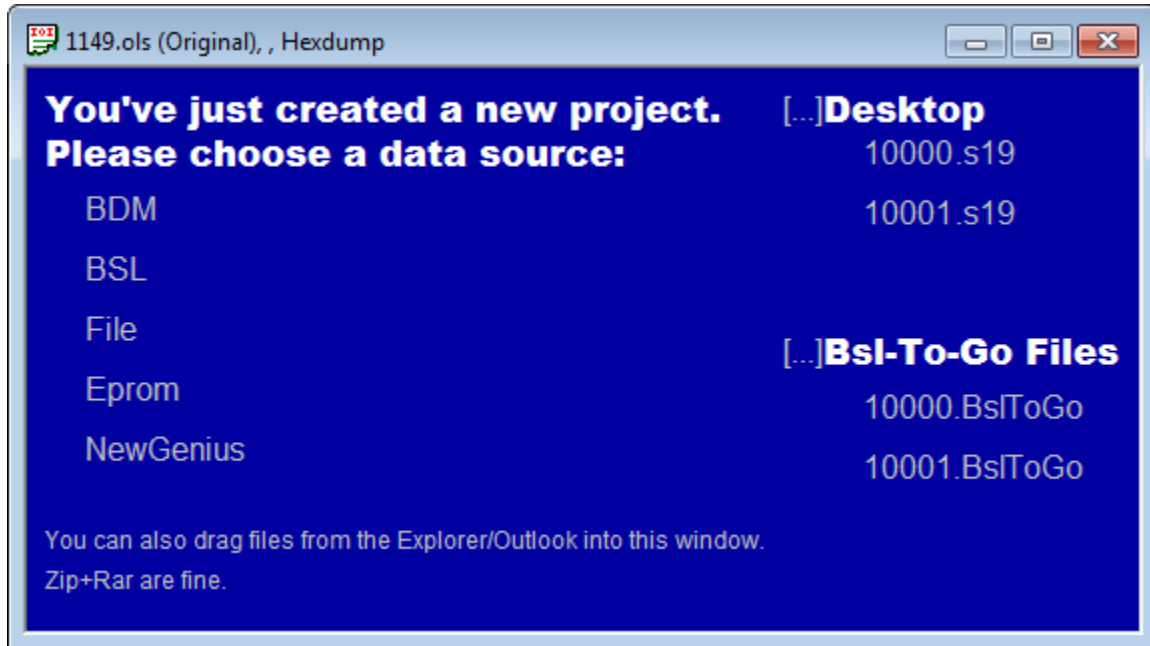 1149.ols (Original), , Hexdump
You've just created a new project.
Please choose a data source:
BDM
BSL
File
Eprom
NewGenius
[...]Desktop
10000.s19
10001.s19
[...]Bsl-To-Go Files
10000.BslToGo
10001.BslToGo
You can also drag files from the Explorer/Outlook into this window.
Zip+Rar are fine.